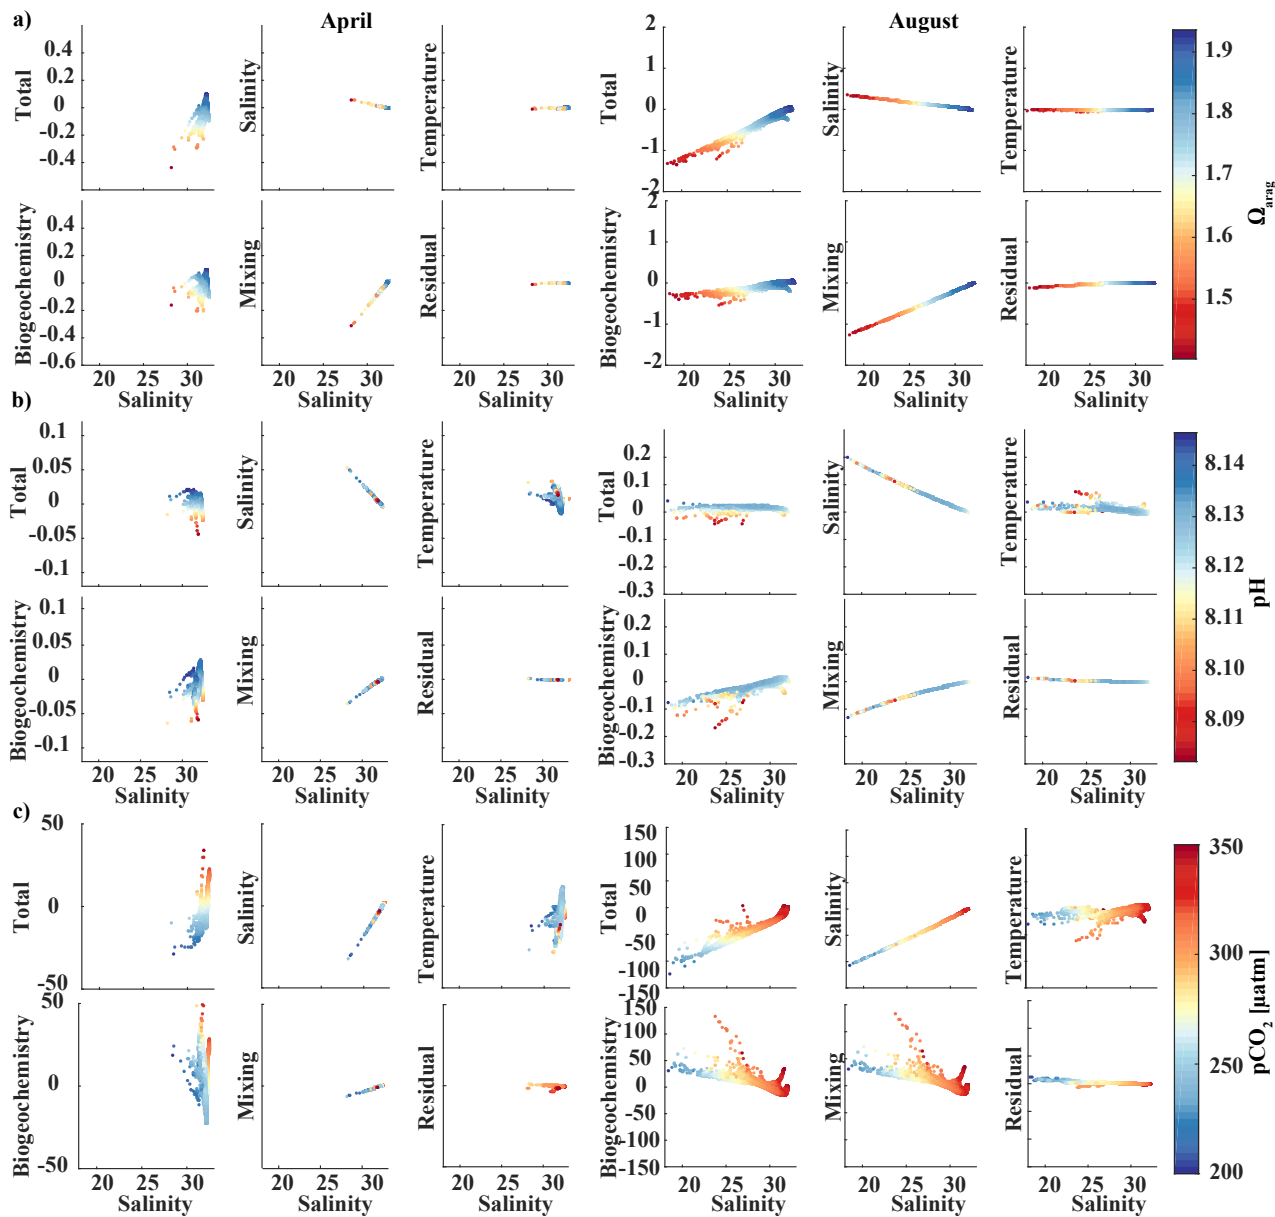 a)
April
August
0.4
0.2
0
-0.2
-0.4
Total
Salinity
Temperature
2
1
0
-1
-2
Total
Salinity
Temperature
0.4
0.2
0
-0.2
-0.4
-0.6
Biogeochemistry
Mixing
Residual
2
1
0
-1
-2
Biogeochemistry
Mixing
Residual
20 25 30
20 25 30
20 25 30
20 25 30
20 25 30
20 25 30
Salinity
Salinity
Salinity
Salinity
Salinity
Salinity
1.9
1.8
1.7
1.6
1.5
Ωarag
b)
0.1
0.05
0
-0.05
-0.1
Total
Salinity
Temperature
0.2
0.1
0
-0.1
-0.2
-0.3
Total
Salinity
Temperature
0.1
0.05
0
-0.05
-0.1
Biogeochemistry
Mixing
Residual
0.2
0.1
0
-0.1
-0.2
-0.3
Biogeochemistry
Mixing
Residual
20 25 30
20 25 30
20 25 30
20 25 30
20 25 30
20 25 30
Salinity
Salinity
Salinity
Salinity
Salinity
Salinity
8.14
8.13
8.12
8.11
8.10
8.09
pH
c)
50
0
-50
Total
Salinity
Temperature
150
100
50
0
-50
-100
-150
Total
Salinity
Temperature
50
0
-50
Biogeochemistry
Mixing
Residual
150
100
50
0
-50
-100
-150
Biogeochemistry
Mixing
Residual
20 25 30
20 25 30
20 25 30
20 25 30
20 25 30
20 25 30
Salinity
Salinity
Salinity
Salinity
Salinity
Salinity
350
300
250
200
pCO2 [µatm]